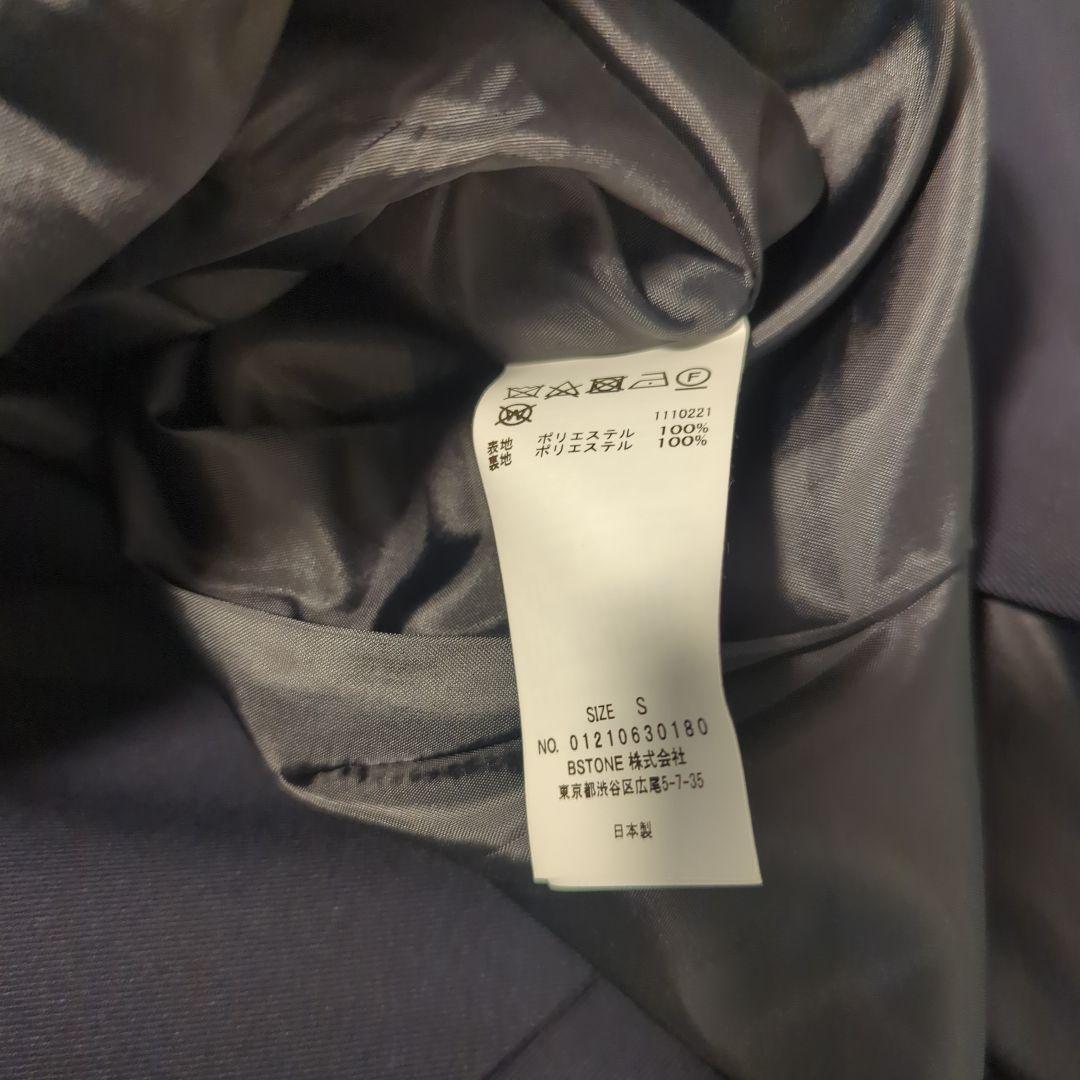 F
W
1110221
表地 ポリエステル 100%
裏地 ポリエステル 100%
SIZE S
NO. 01210630180
BSTONE 株式会社
東京都渋谷区広尾5-7-35
日本製